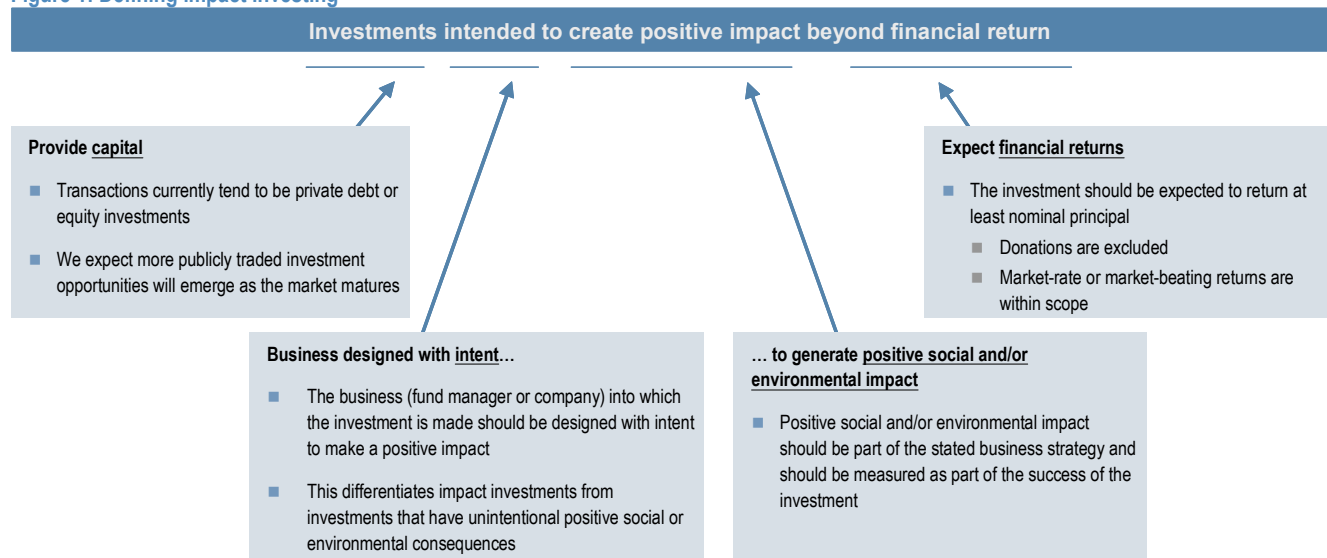 Figure 1: Defining impact investing
Investments intended to create positive impact beyond financial return
Provide capital
■ Transactions currently tend to be private debt or
equity investments
■ We expect more publicly traded investment
opportunities will emerge as the market matures
Expect financial returns
■ The investment should be expected to return at
least nominal principal
■ Donations are excluded
■ Market-rate or market-beating returns are
within scope
Business designed with intent…
■ The business (fund manager or company) into which
the investment is made should be designed with intent
to make a positive impact
■ This differentiates impact investments from
investments that have unintentional positive social or
environmental consequences
… to generate positive social and/or
environmental impact
■ Positive social and/or environmental impact
should be part of the stated business strategy and
should be measured as part of the success of the
investment